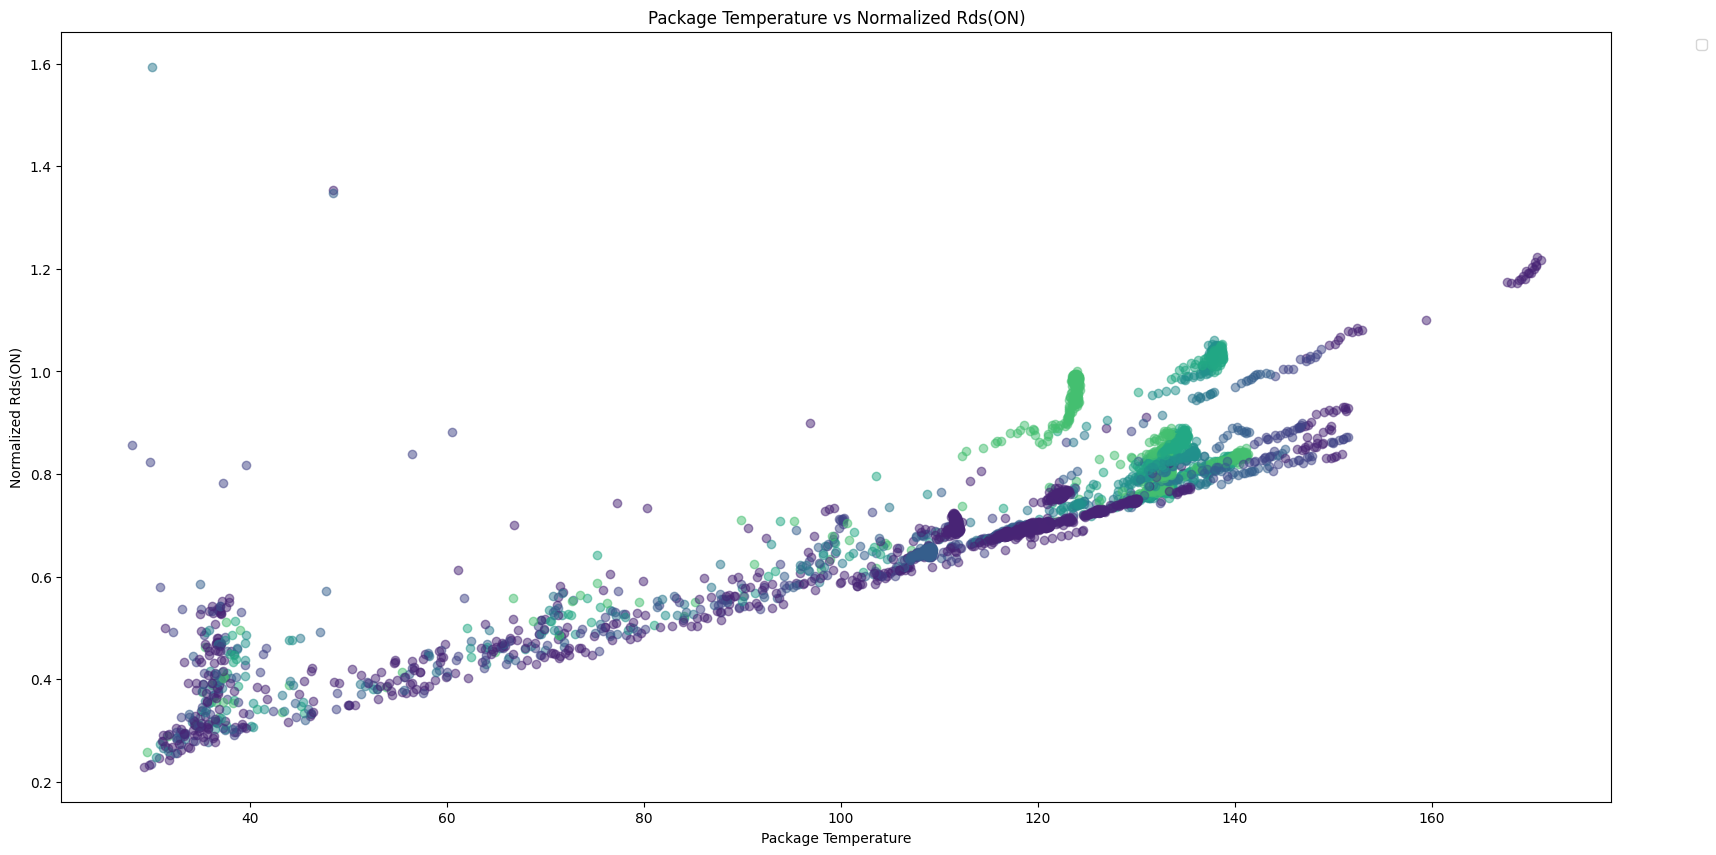 Package Temperature vs Normalized Rds(ON)
1.6
1.4
1.2
1.0
0.8
0.6
0.4
0.2
Normalized Rds(ON)
40 60 80 100 120 140 160
Package Temperature